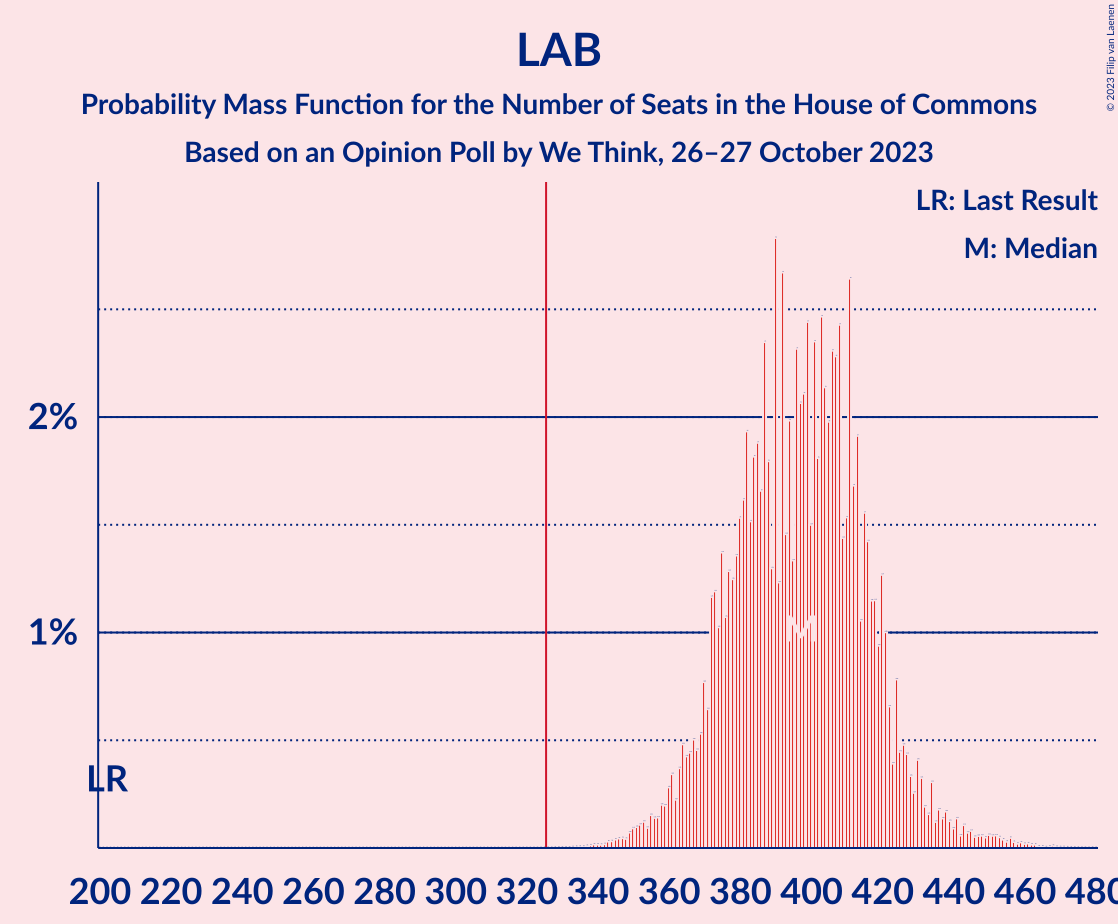 LAB
Probability Mass Function for the Number of Seats in the House of Commons
Based on an Opinion Poll by We Think, 26–27 October 2023
© 2023 Filip van Laenen
LR: Last Result
M: Median
2%
1%
LR
M
200 220 240 260 280 300 320 340 360 380 400 420 440 460 480